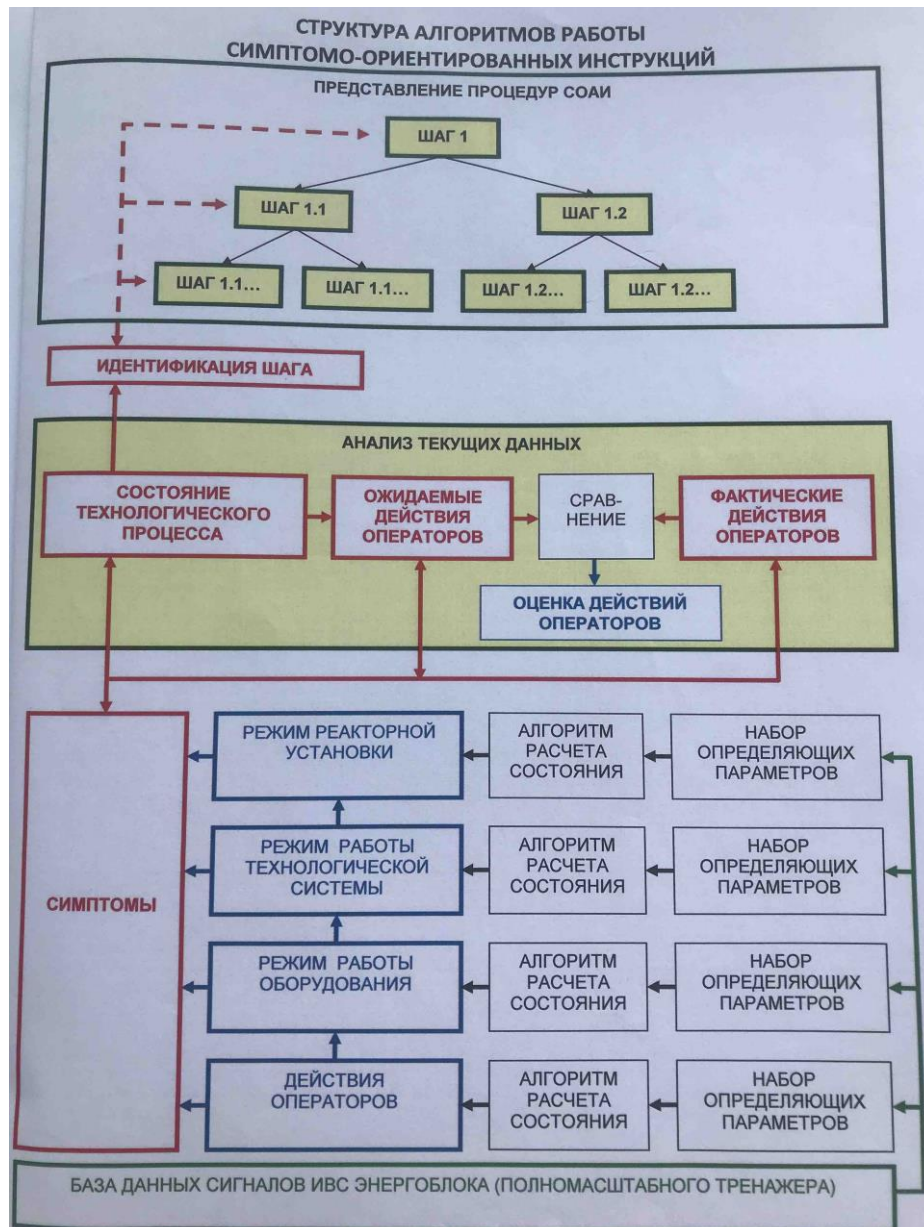 СТРУКТУРА АЛГОРИТМОВ РАБОТЫ
СИМПТОМО-ОРИЕНТИРОВАННЫХ ИНСТРУКЦИЙ
ПРЕДСТАВЛЕНИЕ ПРОЦЕДУР СОАИ
ШАГ 1
ШАГ 1.1
ШАГ 1.2
ШАГ 1.1...
ШАГ 1.1...
ШАГ 1.2...
ШАГ 1.2...
ИДЕНТИФИКАЦИЯ ШАГА
АНАЛИЗ ТЕКУЩИХ ДАННЫХ
СОСТОЯНИЕ
ТЕХНОЛОГИЧЕСКОГО
ПРОЦЕССА
ОЖИДАЕМЫЕ
ДЕЙСТВИЯ
ОПЕРАТОРОВ
СРАВ-
НЕНИЕ
ФАКТИЧЕСКИЕ
ДЕЙСТВИЯ
ОПЕРАТОРОВ
ОЦЕНКА ДЕЙСТВИЙ
ОПЕРАТОРОВ
СИМПТОМЫ
РЕЖИМ РЕАКТОРНОЙ
УСТАНОВКИ
АЛГОРИТМ
РАСЧЕТА
СОСТОЯНИЯ
НАБОР
ОПРЕДЕЛЯЮЩИХ
ПАРАМЕТРОВ
РЕЖИМ РАБОТЫ
ТЕХНОЛОГИЧЕСКОЙ
СИСТЕМЫ
АЛГОРИТМ
РАСЧЕТА
СОСТОЯНИЯ
НАБОР
ОПРЕДЕЛЯЮЩИХ
ПАРАМЕТРОВ
РЕЖИМ РАБОТЫ
ОБОРУДОВАНИЯ
АЛГОРИТМ
РАСЧЕТА
СОСТОЯНИЯ
НАБОР
ОПРЕДЕЛЯЮЩИХ
ПАРАМЕТРОВ
ДЕЙСТВИЯ
ОПЕРАТОРОВ
АЛГОРИТМ
РАСЧЕТА
СОСТОЯНИЯ
НАБОР
ОПРЕДЕЛЯЮЩИХ
ПАРАМЕТРОВ
БАЗА ДАННЫХ СИГНАЛОВ ИВС ЭНЕРГОБЛОКА (ПОЛНОМАСШТАБНОГО ТРЕНАЖЕРА)